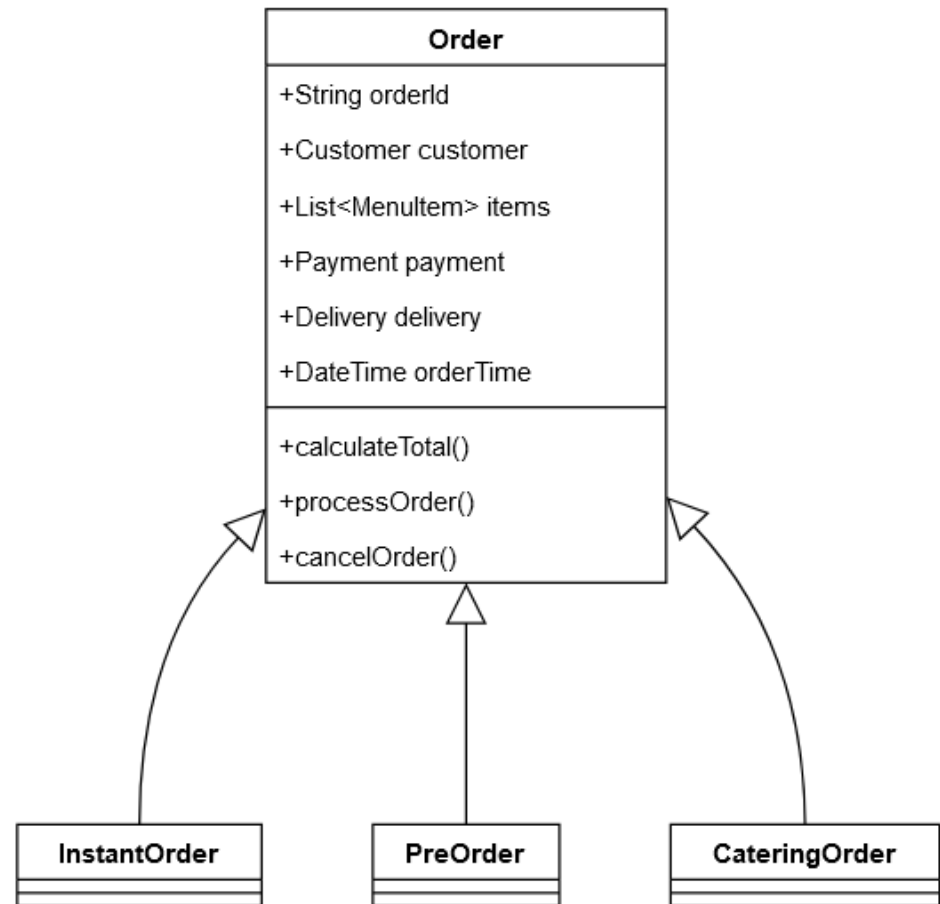 Order
+String orderId
+Customer customer
+List<MenuItem> items
+Payment payment
+Delivery delivery
+DateTime orderTime
+calculateTotal()
+processOrder()
+cancelOrder()
InstantOrder
PreOrder
CateringOrder